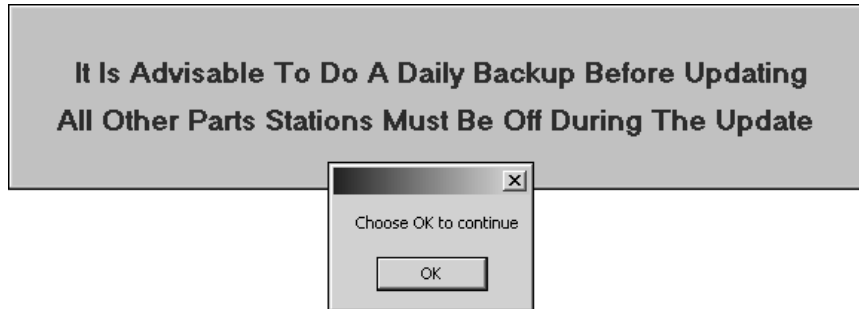 It Is Advisable To Do A Daily Backup Before Updating
All Other Parts Stations Must Be Off During The Update
Choose OK to continue
OK